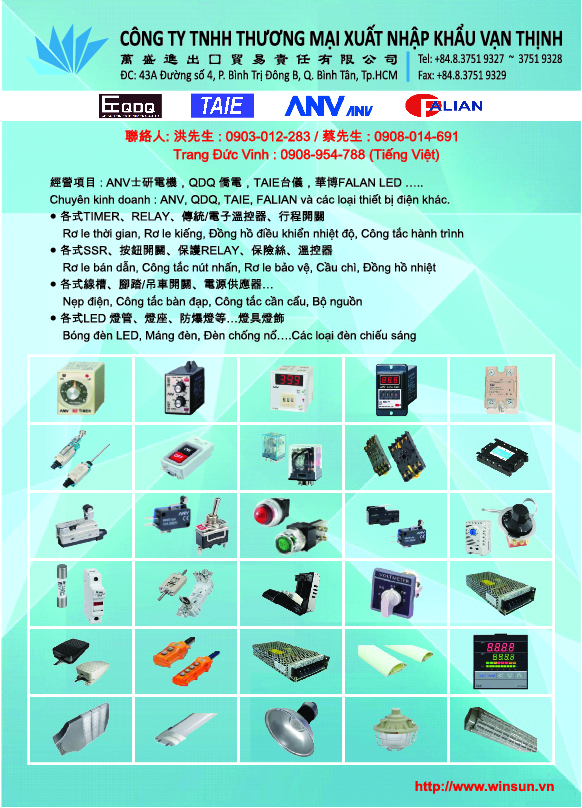 CÔNG TY TNHH THƯƠNG MẠI XUẤT NHẬP KHẨU VẠN THỊNH
萬盛進出口貿易責任有限公司
Tel: +84.8.3751 9327 ~ 3751 9328
ĐC: 43A Đường số 4, P. Bình Trị Đông B, Q. Bình Tân, Tp.HCM
Fax: +84.8.3751 9329
QDQ TAIE ANV ANV FALIAN
聯絡人: 洪先生 : 0903-012-283 / 蔡先生 : 0908-014-691
Trang Đức Vinh : 0908-954-788 (Tiếng Việt)
經營項目 : ANV士研電機，QDQ 僑電，TAIE台儀，華博FALAN LED …..
Chuyên kinh doanh : ANV, QDQ, TAIE, FALIAN và các loại thiết bị điện khác.
● 各式TIMER、RELAY、傳統/電子溫控器、行程開關
Rơ le thời gian, Rơ le kiếng, Đồng hồ điều khiển nhiệt độ, Công tắc hành trình
● 各式SSR、按鈕開關、保護RELAY、保險絲、溫控器
Rơ le bán dẫn, Công tắc nút nhấn, Rơ le bảo vệ, Cầu chì, Đồng hồ nhiệt
● 各式線槽、腳踏/吊車開關、電源供應器…
Nẹp điện, Công tắc bàn đạp, Công tắc cần cẩu, Bộ nguồn
● 各式LED 燈管、燈座、防爆燈等…燈具燈飾
Bóng đèn LED, Máng đèn, Đèn chống nổ….Các loại đèn chiếu sáng
ANV TIMER
ANV
VOLTMETER
http://www.winsun.vn